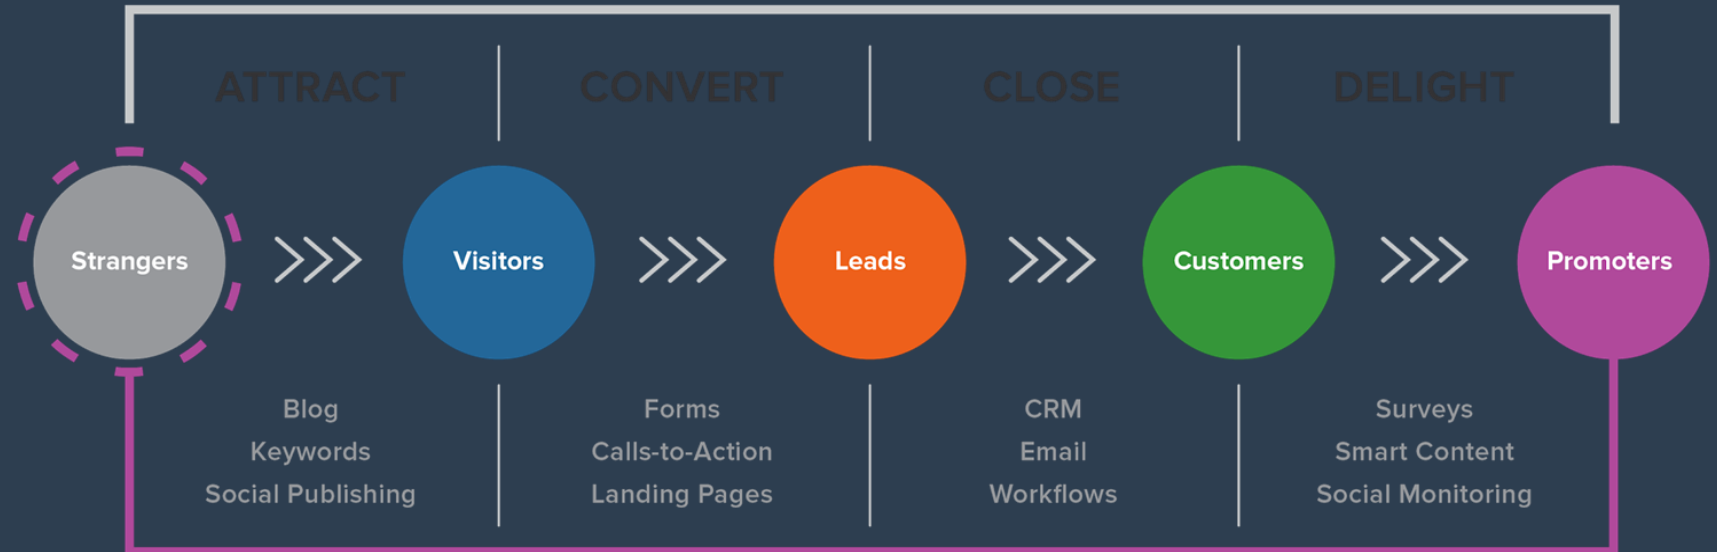 ATTRACT
CONVERT
CLOSE
DELIGHT
Strangers
Visitors
Leads
Customers
Promoters
Blog
Keywords
Social Publishing
Forms
Calls-to-Action
Landing Pages
CRM
Email
Workflows
Surveys
Smart Content
Social Monitoring